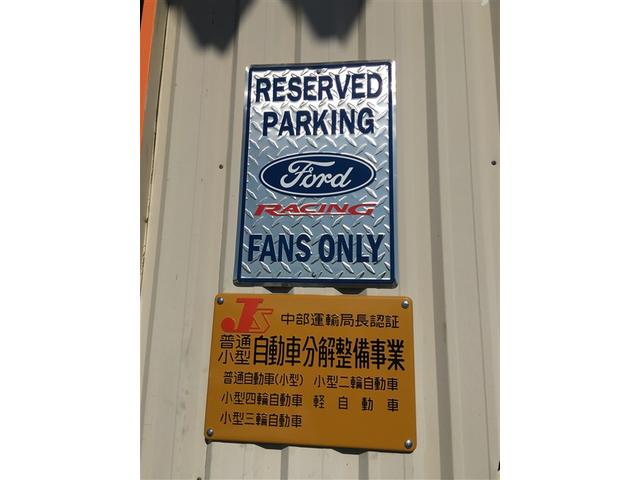 RESERVED
PARKING
Ford
RACING
FANS ONLY
JS 中部運輸局長認証
普通
小型 自動車分解整備事業
普通自動車(小型) 小型二輪自動車
小型四輪自動車 軽自動車
小型三輪自動車